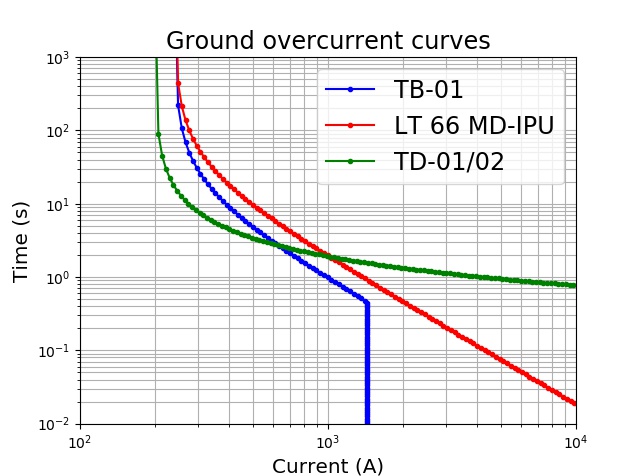 Ground overcurrent curves
TB-01
LT 66 MD-IPU
TD-01/02
Time (s)
10³
10²
10¹
10⁰
10⁻¹
10⁻²
10² 10³ 10⁴
Current (A)